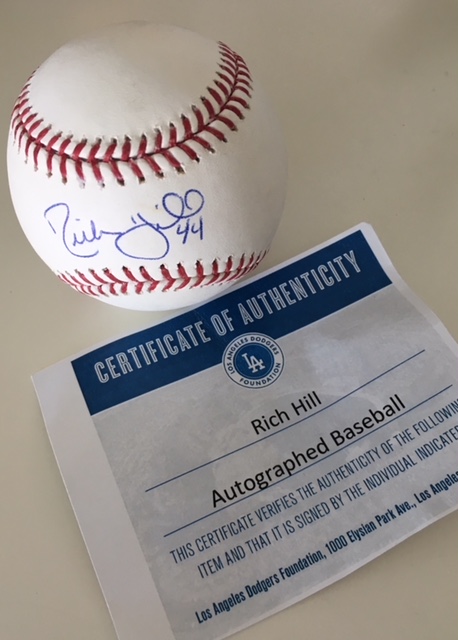 Rich Hill 44
CERTIFICATE OF AUTHENTICITY
LOS ANGELES DODGERS
LA
FOUNDATION
Rich Hill
Autographed Baseball
THIS CERTIFICATE VERIFIES THE AUTHENTICITY OF THE FOLLOWING
ITEM AND THAT IT IS SIGNED BY THE INDIVIDUAL INDICATED
Los Angeles Dodgers Foundation, 1000 Elysian Park Ave., Los Angeles